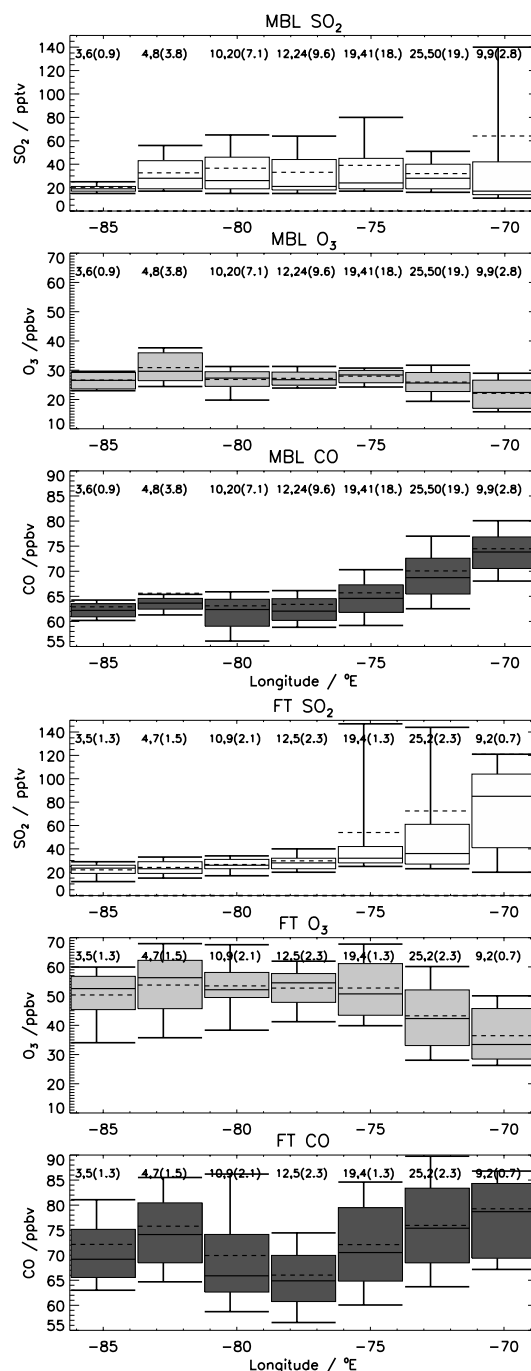 MBL SO₂
140
120
100
80
60
40
20
0
SO₂ / pptv
3,6(0.9) 4,8(3.8) 10,20(7.1) 12,24(9.6) 19,41(18.) 25,50(19.) 9,9(2.8)
−85 −80 −75 −70
MBL O₃
70
60
50
40
30
20
10
O₃ /ppbv
3,6(0.9) 4,8(3.8) 10,20(7.1) 12,24(9.6) 19,41(18.) 25,50(19.) 9,9(2.8)
−85 −80 −75 −70
MBL CO
90
85
80
75
70
65
60
55
CO /ppbv
3,6(0.9) 4,8(3.8) 10,20(7.1) 12,24(9.6) 19,41(18.) 25,50(19.) 9,9(2.8)
−85 −80 −75 −70
Longitude / °E
FT SO₂
140
120
100
80
60
40
20
0
SO₂ / pptv
3,5(1.3) 4,7(1.5) 10,9(2.1) 12,5(2.3) 19,4(1.3) 25,2(2.3) 9,2(0.7)
−85 −80 −75 −70
FT O₃
70
60
50
40
30
20
10
O₃ /ppbv
3,5(1.3) 4,7(1.5) 10,9(2.1) 12,5(2.3) 19,4(1.3) 25,2(2.3) 9,2(0.7)
−85 −80 −75 −70
FT CO
90
85
80
75
70
65
60
55
CO /ppbv
3,5(1.3) 4,7(1.5) 10,9(2.1) 12,5(2.3) 19,4(1.3) 25,2(2.3) 9,2(0.7)
−85 −80 −75 −70
Longitude / °E